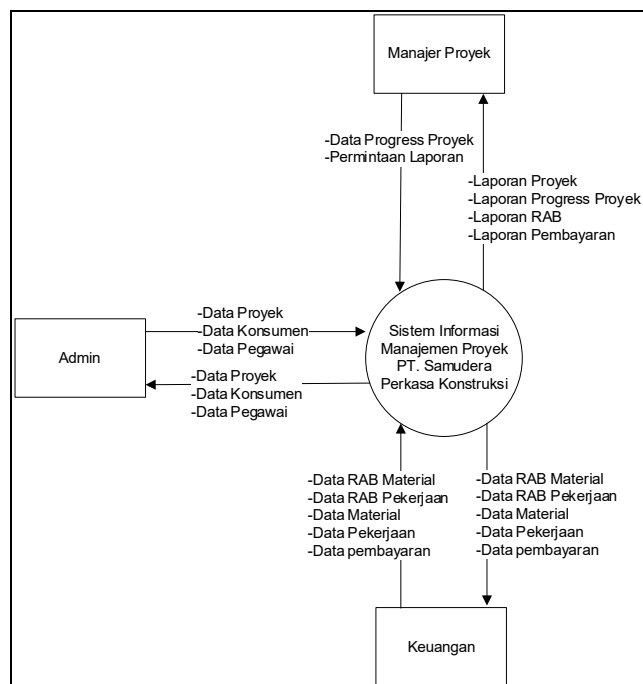 Manajer Proyek
-Data Progress Proyek
-Permintaan Laporan
-Laporan Proyek
-Laporan Progress Proyek
-Laporan RAB
-Laporan Pembayaran
Admin
-Data Proyek
-Data Konsumen
-Data Pegawai
-Data Proyek
-Data Konsumen
-Data Pegawai
Sistem Informasi
Manajemen Proyek
PT. Samudera
Perkasa Konstruksi
-Data RAB Material
-Data RAB Pekerjaan
-Data Material
-Data Pekerjaan
-Data pembayaran
-Data RAB Material
-Data RAB Pekerjaan
-Data Material
-Data Pekerjaan
-Data pembayaran
Keuangan